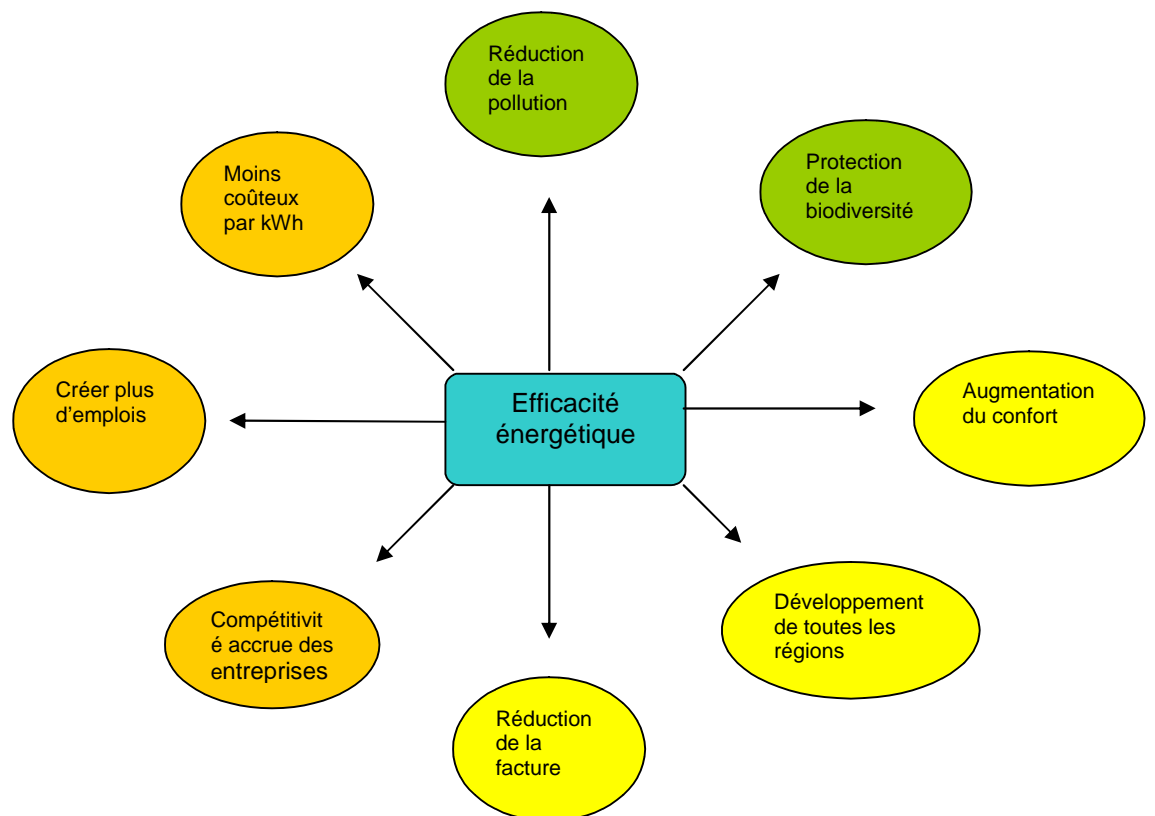 Réduction
de la
pollution
Protection
de la
biodiversité
Moins
coûteux
par kWh
Créer plus
d’emplois
Efficacité
énergétique
Augmentation
du confort
Compétitivit
é accrue des
entreprises
Développement
de toutes les
régions
Réduction
de la
facture